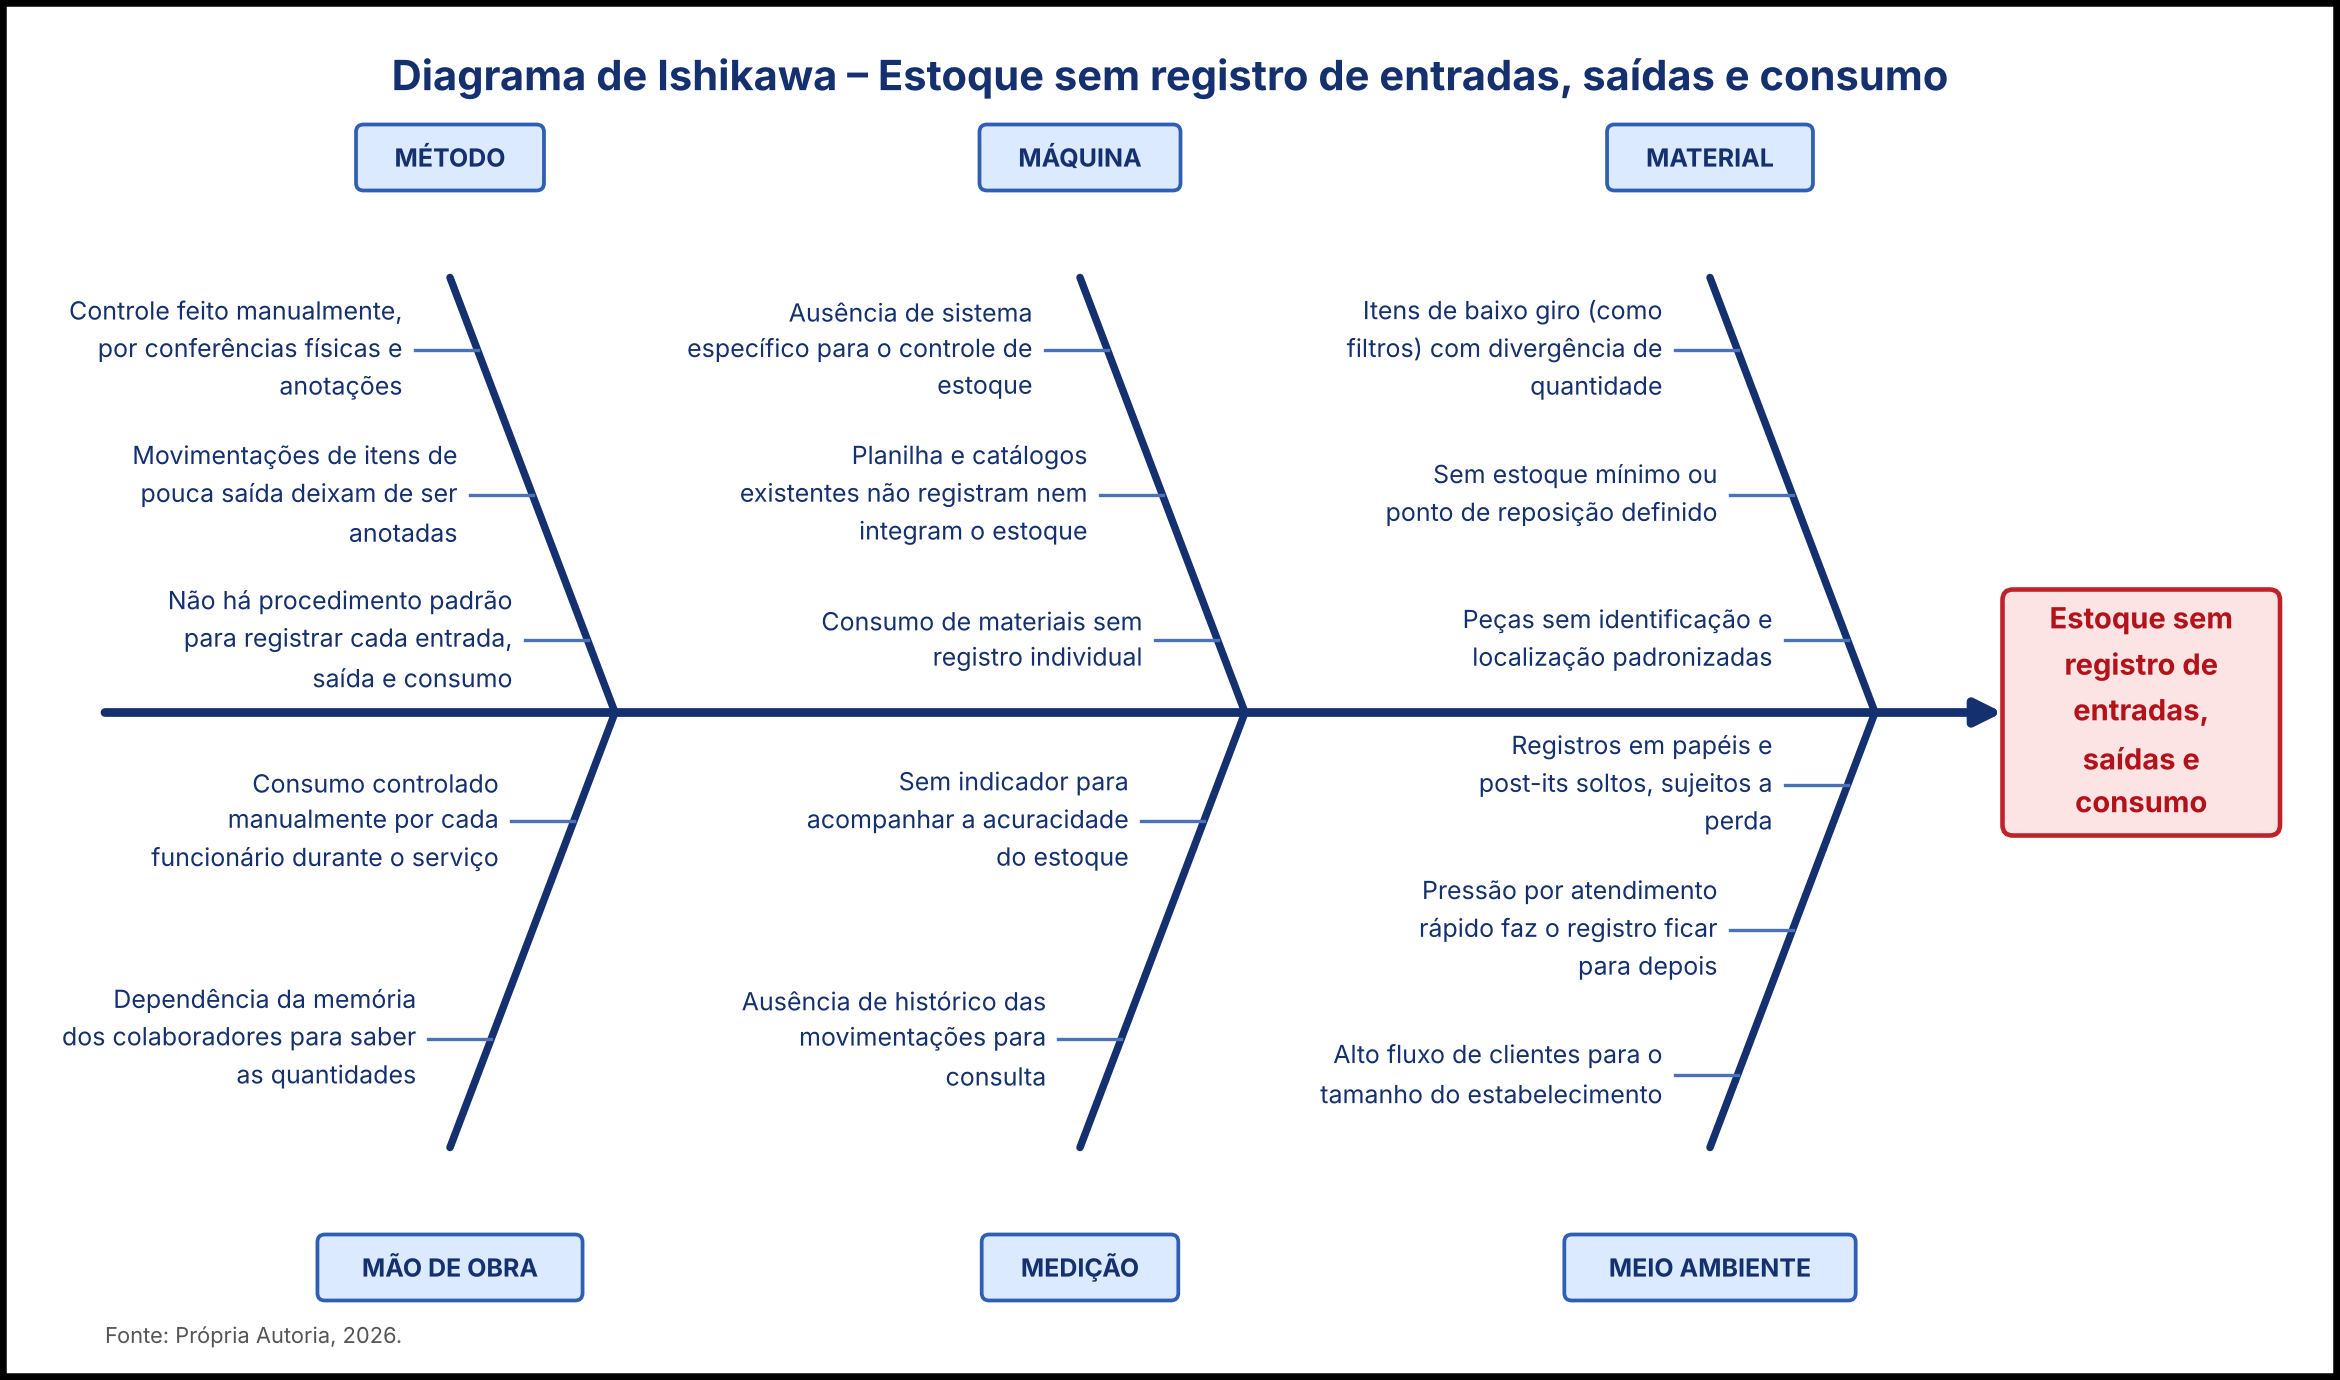 Diagrama de Ishikawa – Estoque sem registro de entradas, saídas e consumo
MÉTODO
MÁQUINA
MATERIAL
Controle feito manualmente,
por conferências físicas e
anotações
Movimentações de itens de
pouca saída deixam de ser
anotadas
Não há procedimento padrão
para registrar cada entrada,
saída e consumo
Ausência de sistema
específico para o controle de
estoque
Planilha e catálogos
existentes não registram nem
integram o estoque
Consumo de materiais sem
registro individual
Itens de baixo giro (como
filtros) com divergência de
quantidade
Sem estoque mínimo ou
ponto de reposição definido
Peças sem identificação e
localização padronizadas
Estoque sem
registro de
entradas,
saídas e
consumo
Consumo controlado
manualmente por cada
funcionário durante o serviço
Dependência da memória
dos colaboradores para saber
as quantidades
Sem indicador para
acompanhar a acuracidade
do estoque
Ausência de histórico das
movimentações para
consulta
Registros em papéis e
post-its soltos, sujeitos a
perda
Pressão por atendimento
rápido faz o registro ficar
para depois
Alto fluxo de clientes para o
tamanho do estabelecimento
MÃO DE OBRA
MEDIÇÃO
MEIO AMBIENTE
Fonte: Própria Autoria, 2026.